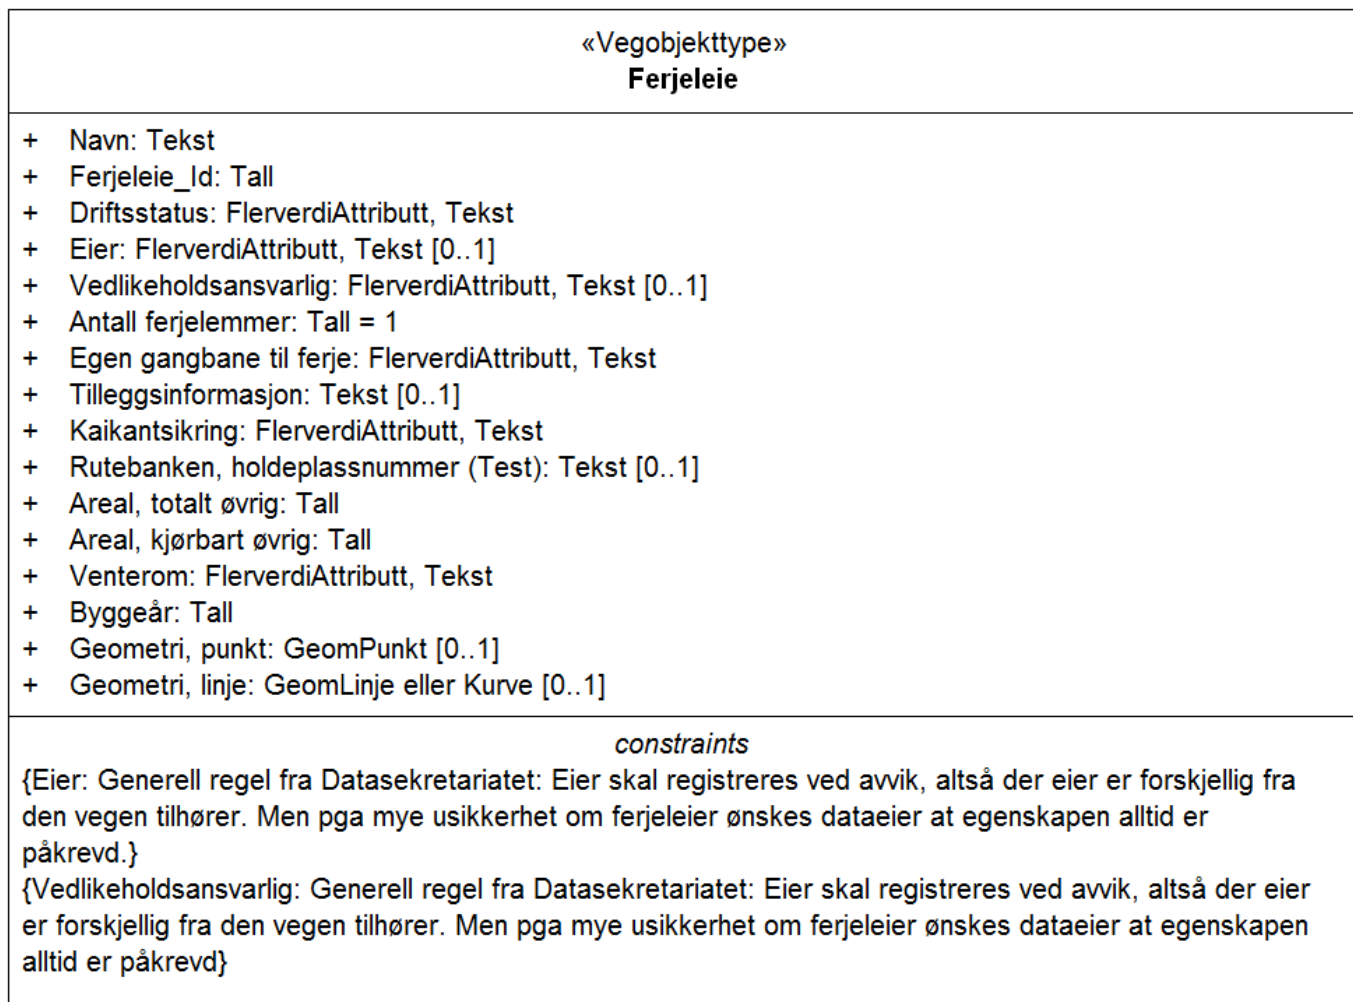 «Vegobjekttype»
Ferjeleie
+ Navn: Tekst
+ Ferjeleie_Id: Tall
+ Driftsstatus: FlerverdiAttributt, Tekst
+ Eier: FlerverdiAttributt, Tekst [0..1]
+ Vedlikeholdsansvarlig: FlerverdiAttributt, Tekst [0..1]
+ Antall ferjelemmer: Tall = 1
+ Egen gangbane til ferje: FlerverdiAttributt, Tekst
+ Tilleggsinformasjon: Tekst [0..1]
+ Kaikantsikring: FlerverdiAttributt, Tekst
+ Rutebanken, holdeplassnummer (Test): Tekst [0..1]
+ Areal, totalt øvrig: Tall
+ Areal, kjørbart øvrig: Tall
+ Venterom: FlerverdiAttributt, Tekst
+ Byggeår: Tall
+ Geometri, punkt: GeomPunkt [0..1]
+ Geometri, linje: GeomLinje eller Kurve [0..1]
constraints
{Eier: Generell regel fra Datasekretariatet: Eier skal registreres ved avvik, altså der eier er forskjellig fra
den vegen tilhører. Men pga mye usikkerhet om ferjeleier ønskes dataeier at egenskapen alltid er
påkrevd.}
{Vedlikeholdsansvarlig: Generell regel fra Datasekretariatet: Eier skal registreres ved avvik, altså der eier
er forskjellig fra den vegen tilhører. Men pga mye usikkerhet om ferjeleier ønskes dataeier at egenskapen
alltid er påkrevd}